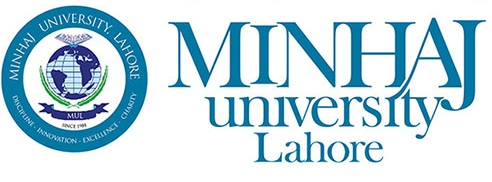 MINHAJ UNIVERSITY, LAHORE
MUL
SINCE 1986
DISCIPLINE - INNOVATION - EXCELLENCE - CHARITY
MINHAJ
university
Lahore